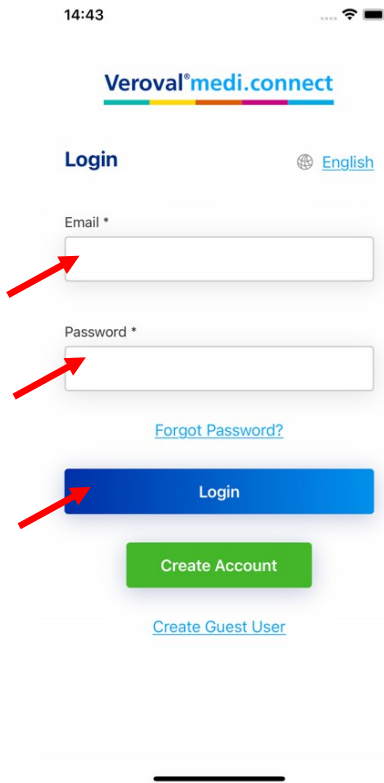 14:43
Veroval®medi.connect
Login
English
Email *
Password *
Forgot Password?
Login
Create Account
Create Guest User